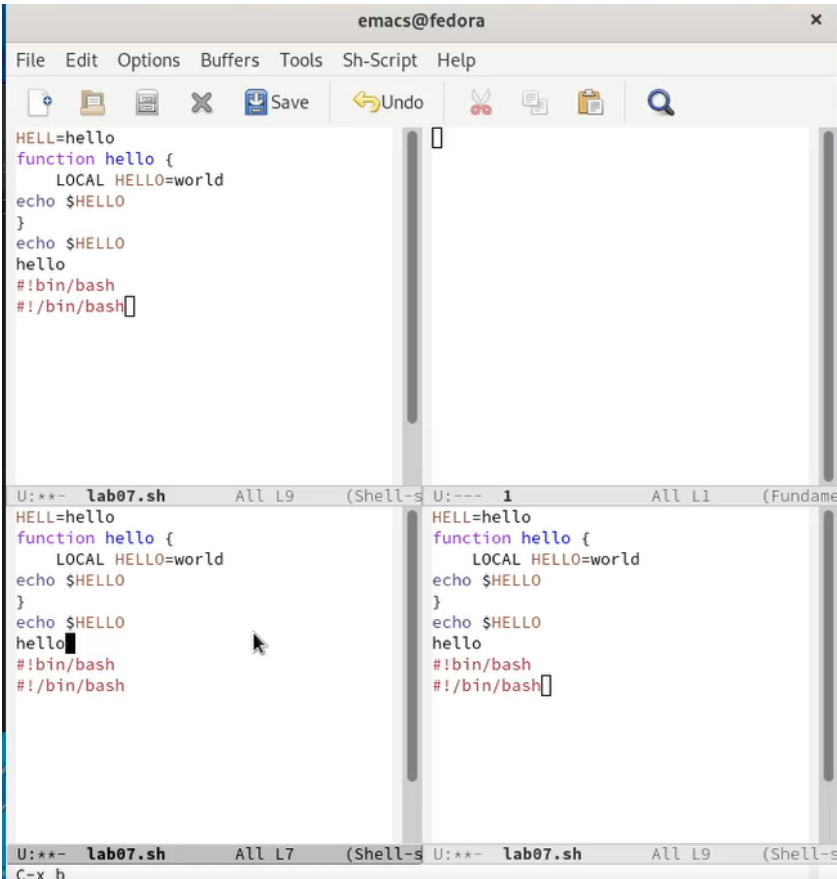 emacs@fedora
File Edit Options Buffers Tools Sh-Script Help
Save Undo
HELL=hello
function hello {
    LOCAL HELLO=world
echo $HELLO
}
echo $HELLO
hello
#!bin/bash
#!/bin/bash
U:**-  lab07.sh       All L9     (Shell-s
U:---  1              All L1     (Fundame
HELL=hello
function hello {
    LOCAL HELLO=world
echo $HELLO
}
echo $HELLO
hello
#!bin/bash
#!/bin/bash
U:**-  lab07.sh       All L7     (Shell-s
HELL=hello
function hello {
    LOCAL HELLO=world
echo $HELLO
}
echo $HELLO
hello
#!bin/bash
#!/bin/bash
U:**-  lab07.sh       All L9     (Shell-s
C-x b